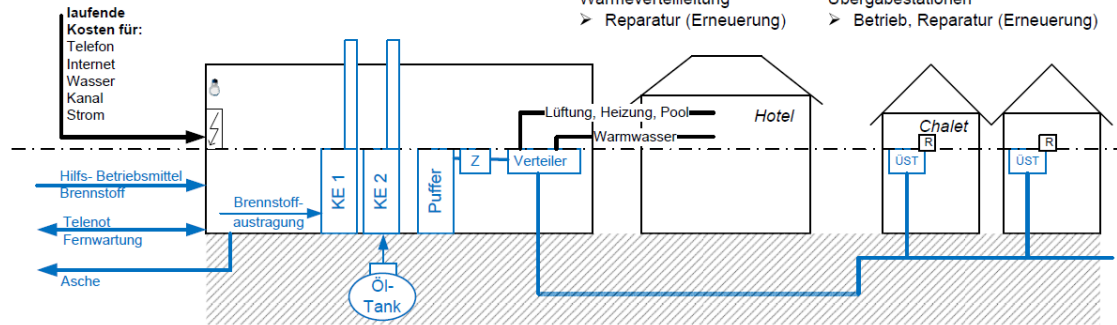 Wärmeverteilleitung
Übergabestationen
➢ Reparatur (Erneuerung)
➢ Betrieb, Reparatur (Erneuerung)
laufende
Kosten für:
Telefon
Internet
Wasser
Kanal
Strom
Lüftung, Heizung, Pool
Hotel
Warmwasser
Chalet
R
R
Z
Verteiler
ÜST
ÜST
Hilfs- Betriebsmittel
Brennstoff
KE 1
KE 2
Puffer
Brennstoff-
austragung
Telenot
Fernwartung
Asche
Öl-
Tank